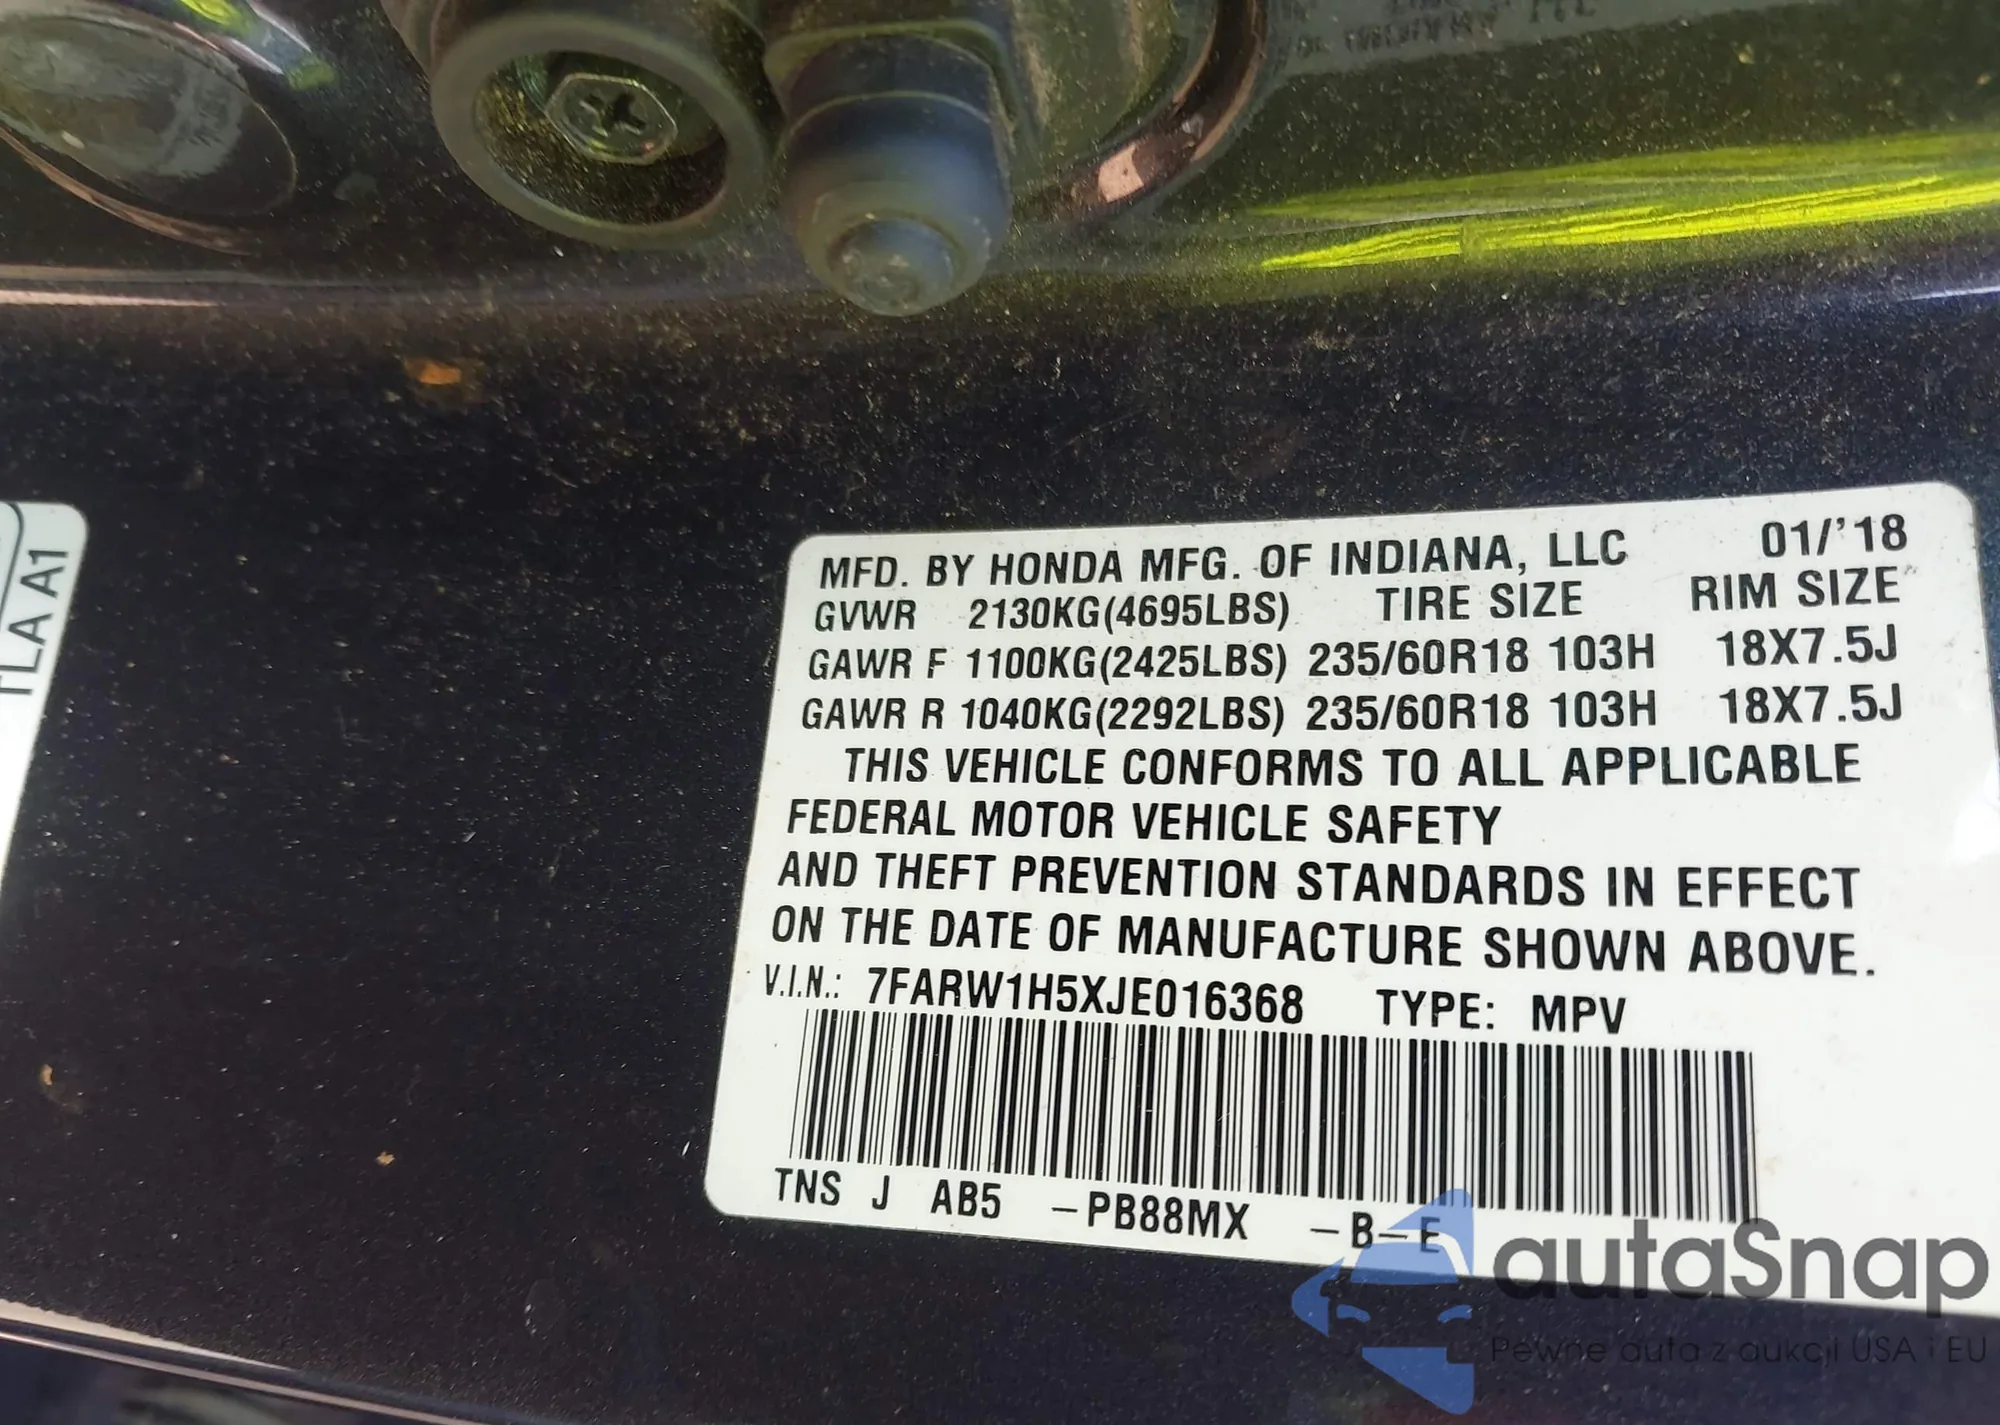 TLA A1
MFD. BY HONDA MFG. OF INDIANA, LLC 01/'18
GVWR 2130KG(4695LBS) TIRE SIZE RIM SIZE
GAWR F 1100KG(2425LBS) 235/60R18 103H 18X7.5J
GAWR R 1040KG(2292LBS) 235/60R18 103H 18X7.5J
THIS VEHICLE CONFORMS TO ALL APPLICABLE
FEDERAL MOTOR VEHICLE SAFETY
AND THEFT PREVENTION STANDARDS IN EFFECT
ON THE DATE OF MANUFACTURE SHOWN ABOVE.
V.I.N.: 7FARW1H5XJE016368 TYPE: MPV
TNS J AB5 -PB88MX -B-E
autaSnap
Pewne auta z aukcji USA i EU